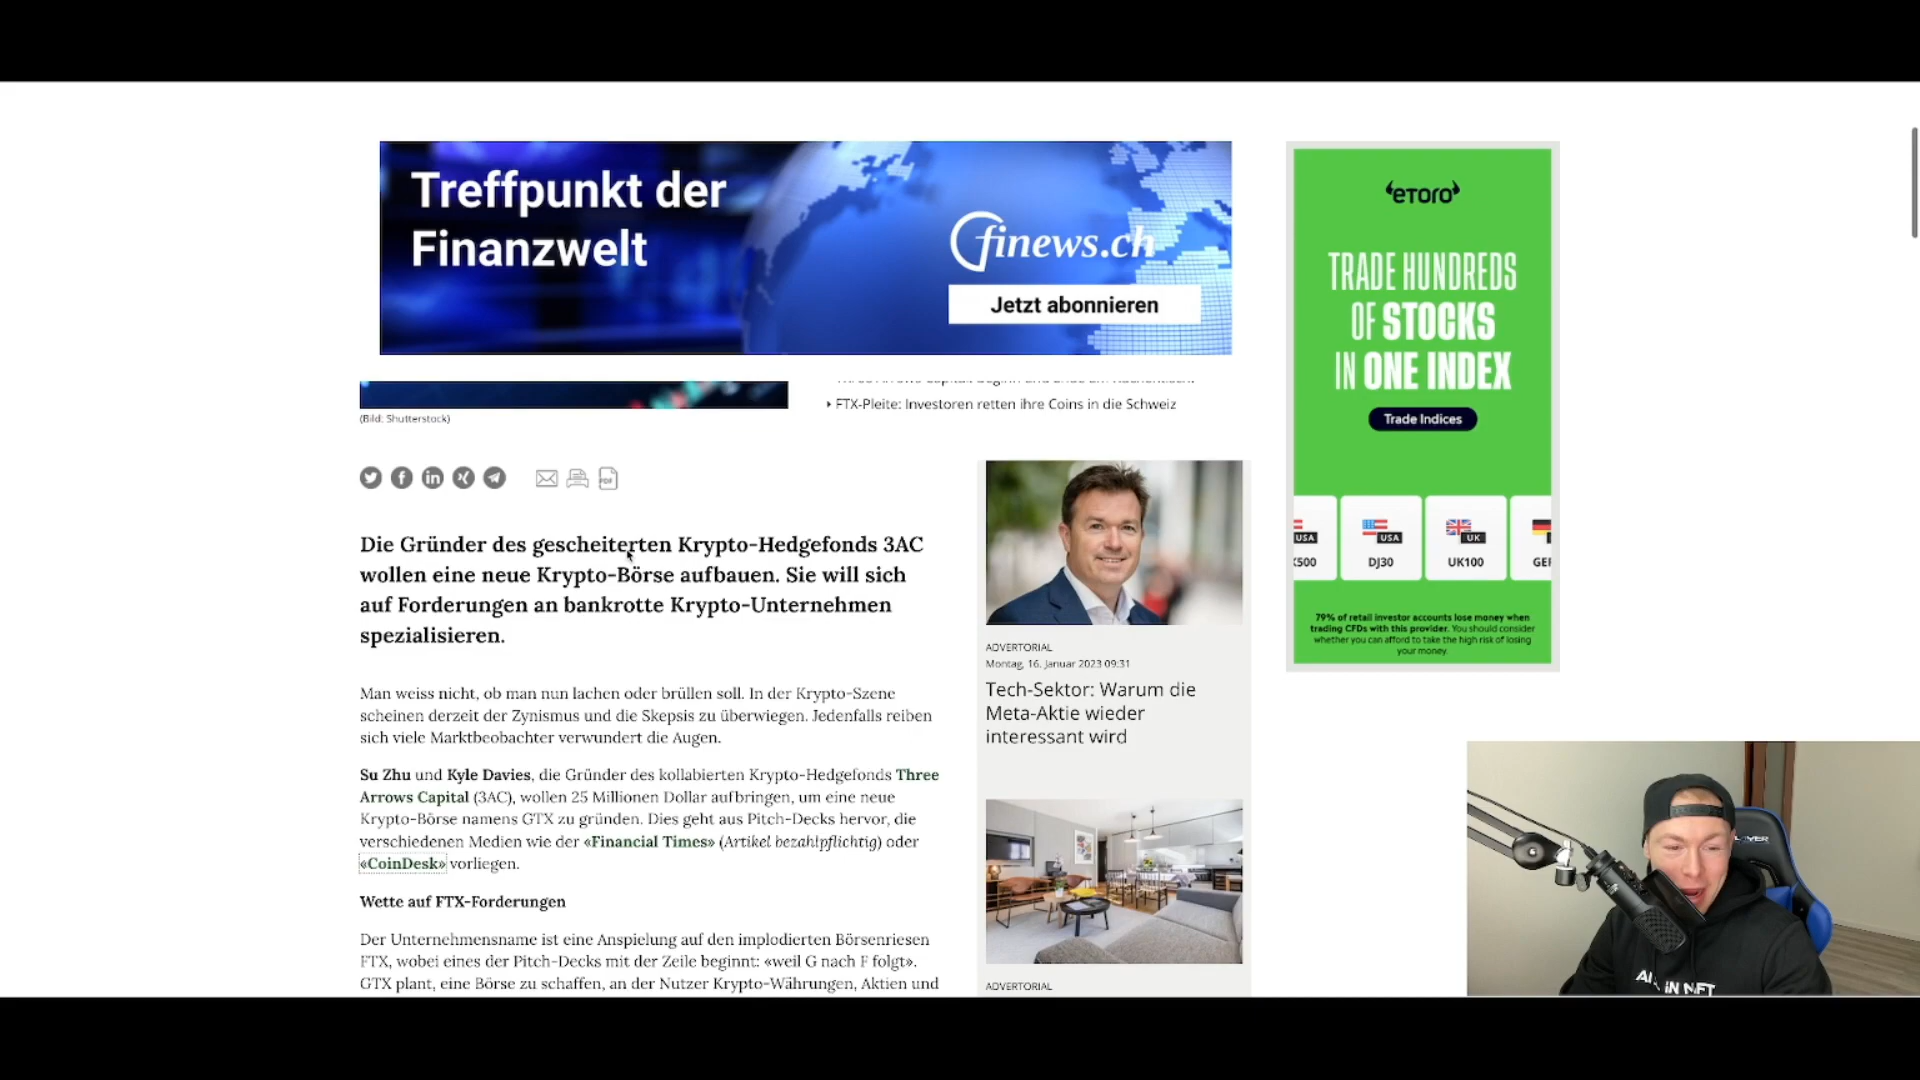 Treffpunkt der
Finanzwelt
finews.ch
Jetzt abonnieren
eTORO
TRADE HUNDREDS
OF STOCKS
IN ONE INDEX
Trade Indices
USA
USA
UK
DJ30
UK100
GER
79% of retail investor accounts lose money when
trading CFDs with this provider. You should consider
whether you can afford to take the high risk of losing
your money.
FTX-Pleite: Investoren retten ihre Coins in die Schweiz
(Bild: Shutterstock)
PDF
Die Gründer des gescheiterten Krypto-Hedgefonds 3AC
wollen eine neue Krypto-Börse aufbauen. Sie will sich
auf Forderungen an bankrotte Krypto-Unternehmen
spezialisieren.
Man weiss nicht, ob man nun lachen oder brüllen soll. In der Krypto-Szene
scheinen derzeit der Zynismus und die Skepsis zu überwiegen. Jedenfalls reiben
sich viele Marktbeobachter verwundert die Augen.
Su Zhu und Kyle Davies, die Gründer des kollabierten Krypto-Hedgefonds Three
Arrows Capital (3AC), wollen 25 Millionen Dollar aufbringen, um eine neue
Krypto-Börse namens GTX zu gründen. Dies geht aus Pitch-Decks hervor, die
verschiedenen Medien wie der «Financial Times» (Artikel bezahlpflichtig) oder
«CoinDesk» vorliegen.
Wette auf FTX-Forderungen
Der Unternehmensname ist eine Anspielung auf den implodierten Börsenriesen
FTX, wobei eines der Pitch-Decks mit der Zeile beginnt: «weil G nach F folgt».
GTX plant, eine Börse zu schaffen, an der Nutzer Krypto-Währungen, Aktien und
ADVERTORIAL
Montag, 16. Januar 2023 09:31
Tech-Sektor: Warum die
Meta-Aktie wieder
interessant wird
ADVERTORIAL
IN NFT